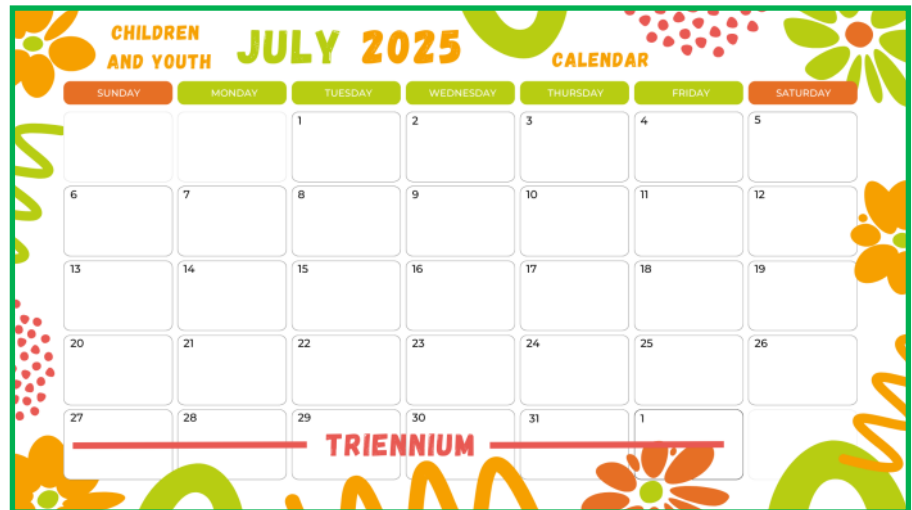 CHILDREN
AND YOUTH
JULY 2025
CALENDAR
SUNDAY MONDAY TUESDAY WEDNESDAY THURSDAY FRIDAY SATURDAY
1 2 3 4 5
6 7 8 9 10 11 12
13 14 15 16 17 18 19
20 21 22 23 24 25 26
27 28 29 30 31 1
TRIENNIUM